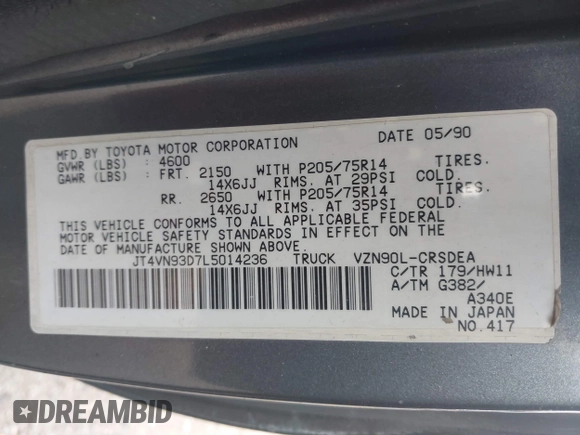 MFD BY TOYOTA MOTOR CORPORATION DATE 05/90
GVWR (LBS) : 4600
GAWR (LBS) : FRT. 2150 WITH P205/75R14 TIRES.
14X6JJ RIMS. AT 29PSI COLD.
RR. 2650 WITH P205/75R14 TIRES.
14X6JJ RIMS. AT 35PSI COLD.
THIS VEHICLE CONFORMS TO ALL APPLICABLE FEDERAL
MOTOR VEHICLE SAFETY STANDARDS IN EFFECT ON THE
DATE OF MANUFACTURE SHOWN ABOVE.
JT4VN93D7L5014236 TRUCK VZN90L-CRSDEA
C/TR 179/HW11
A/TM G382/
A340E
MADE IN JAPAN
NO.417
DREAMBID